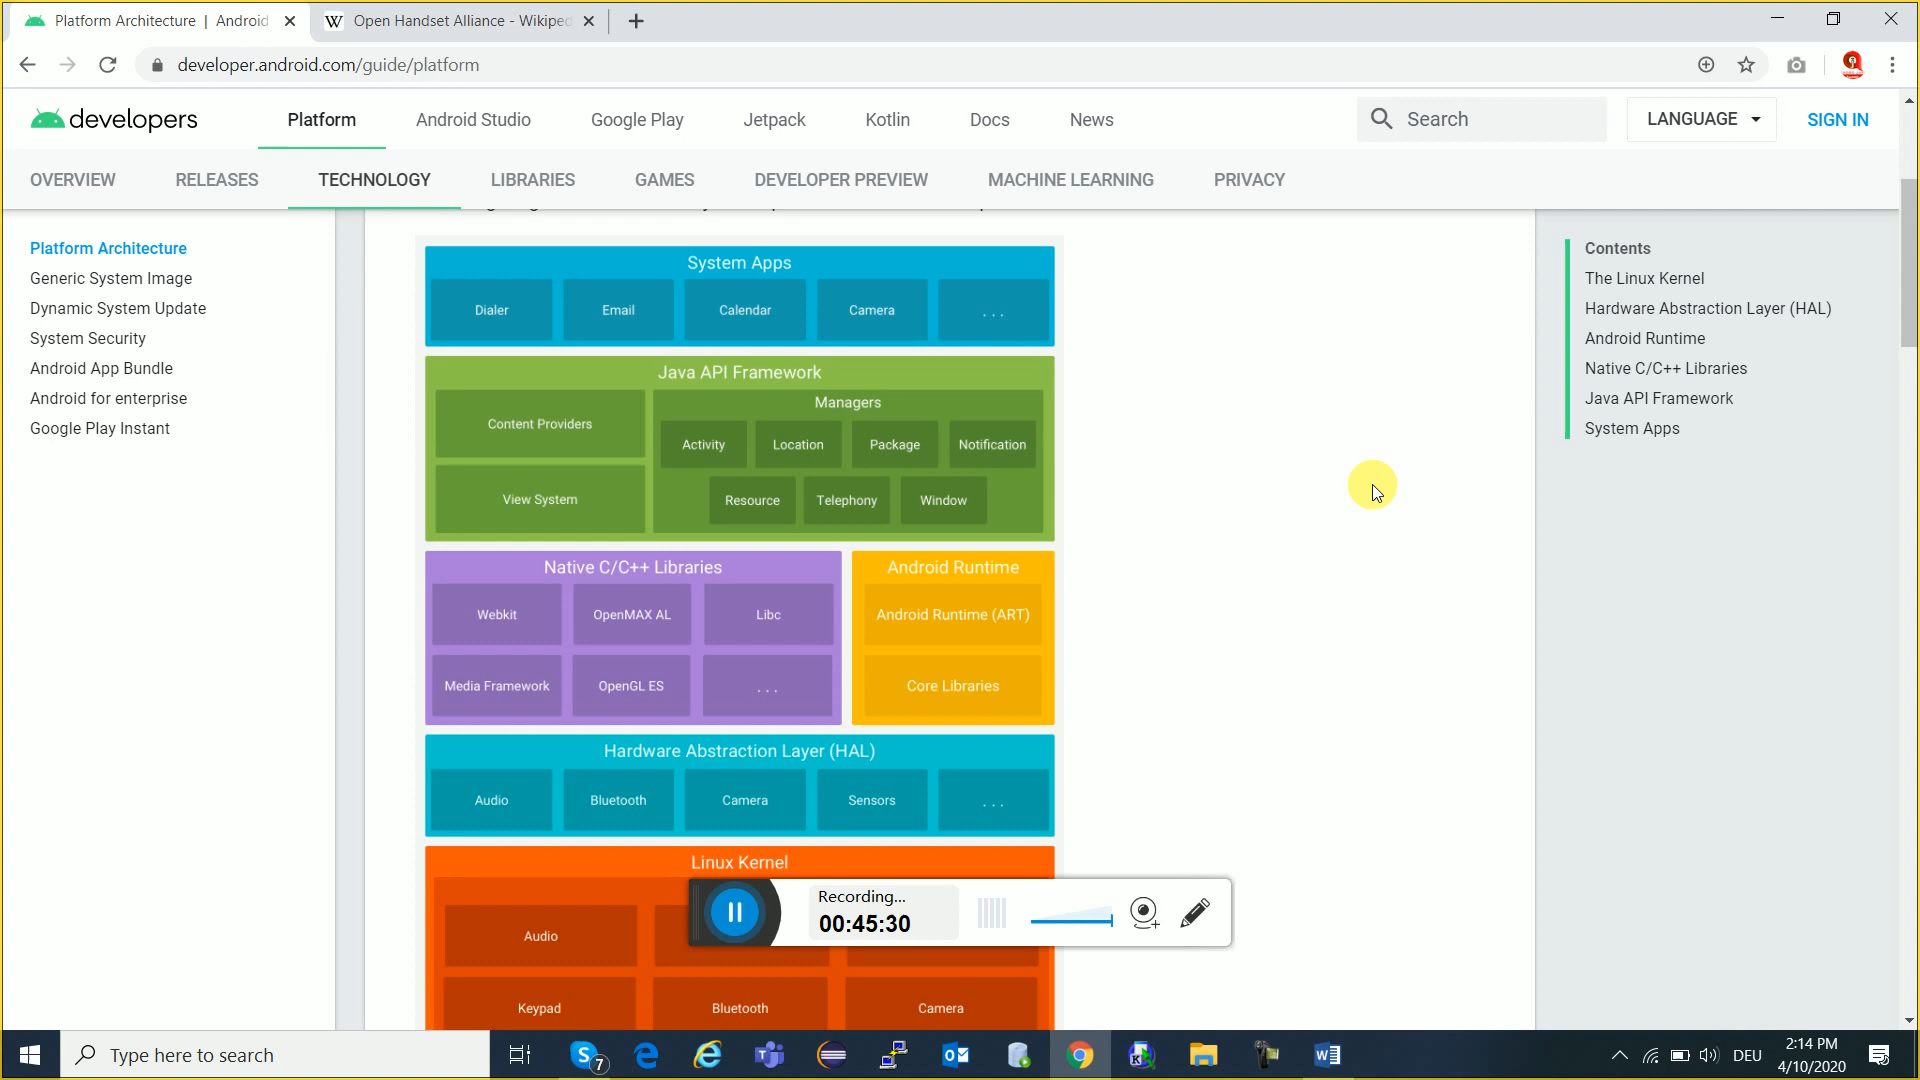 Platform Architecture | Android
Open Handset Alliance - Wikiped
developer.android.com/guide/platform
developers
Platform
Android Studio
Google Play
Jetpack
Kotlin
Docs
News
Search
LANGUAGE
SIGN IN
OVERVIEW
RELEASES
TECHNOLOGY
LIBRARIES
GAMES
DEVELOPER PREVIEW
MACHINE LEARNING
PRIVACY
Platform Architecture
Generic System Image
Dynamic System Update
System Security
Android App Bundle
Android for enterprise
Google Play Instant
System Apps
Dialer
Email
Calendar
Camera
. . .
Java API Framework
Content Providers
View System
Managers
Activity
Location
Package
Notification
Resource
Telephony
Window
Native C/C++ Libraries
Webkit
OpenMAX AL
Libc
Media Framework
OpenGL ES
. . .
Android Runtime
Android Runtime (ART)
Core Libraries
Hardware Abstraction Layer (HAL)
Audio
Bluetooth
Camera
Sensors
. . .
Linux Kernel
Audio
Keypad
Bluetooth
Camera
Recording...
00:45:30
Contents
The Linux Kernel
Hardware Abstraction Layer (HAL)
Android Runtime
Native C/C++ Libraries
Java API Framework
System Apps
Type here to search
7
DEU
2:14 PM
4/10/2020